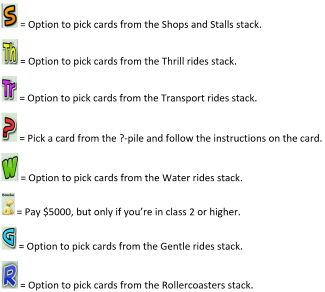 S = Option to pick cards from the Shops and Stalls stack.
Th = Option to pick cards from the Thrill rides stack.
Tr = Option to pick cards from the Transport rides stack.
? = Pick a card from the ?-pile and follow the instructions on the card.
W = Option to pick cards from the Water rides stack.
= Pay $5000, but only if you're in class 2 or higher.
G = Option to pick cards from the Gentle rides stack.
R = Option to pick cards from the Rollercoasters stack.